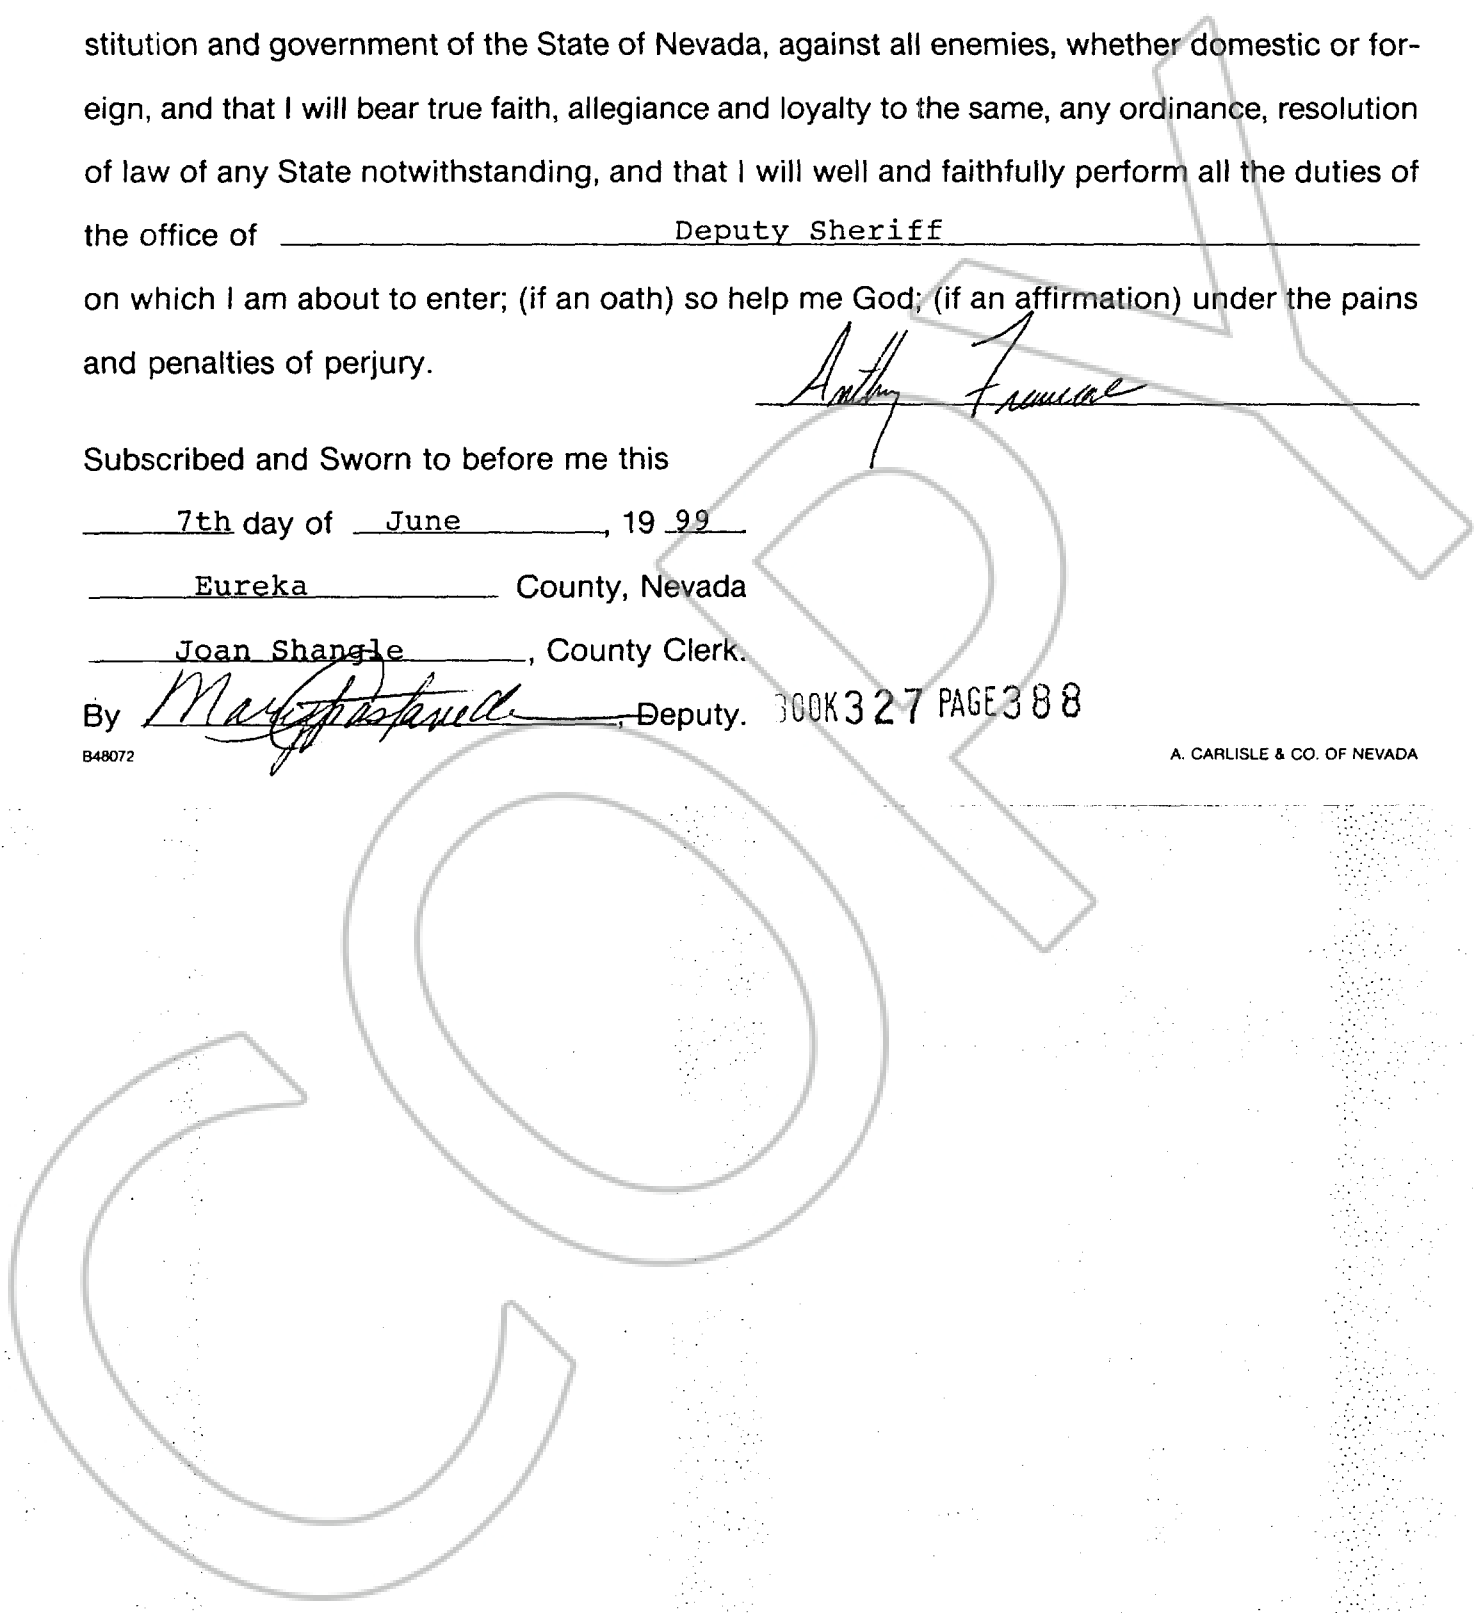 stitution and government of the State of Nevada, against all enemies, whether domestic or for-
eign, and that I will bear true faith, allegiance and loyalty to the same, any ordinance, resolution
of law of any State notwithstanding, and that I will well and faithfully perform all the duties of
the office of Deputy Sheriff
on which I am about to enter; (if an oath) so help me God; (if an affirmation) under the pains
and penalties of perjury.
Anthony
Subscribed and Sworn to before me this
7th day of June, 19 99
Eureka County, Nevada
Joan Shangle, County Clerk.
By , Deputy. BOOK 327 PAGE 388
B48072 A. CARLISLE & CO. OF NEVADA
COPY